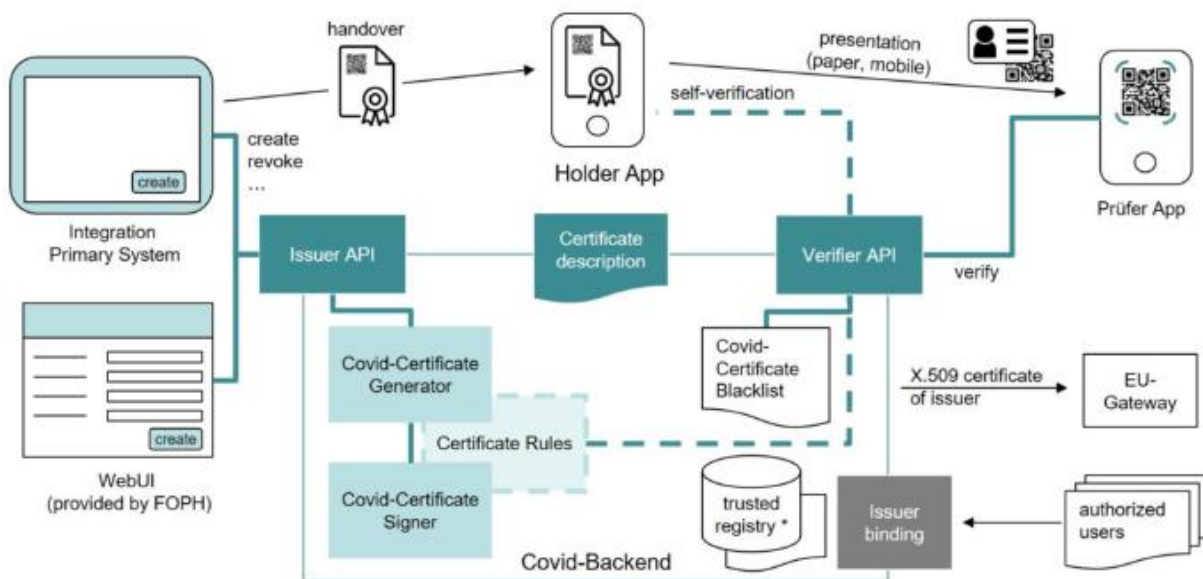 handover
presentation
(paper, mobile)
self-verification
create
create
revoke
...
Holder App
Prüfer App
Integration
Primary System
Issuer API
Certificate
description
Verifier API
verify
Covid-Certificate
Generator
Covid-
Certificate
Blacklist
X.509 certificate
of issuer
EU-
Gateway
create
Certificate Rules
WebUI
(provided by FOPH)
Covid-Certificate
Signer
trusted
registry *
Issuer
binding
authorized
users
Covid-Backend